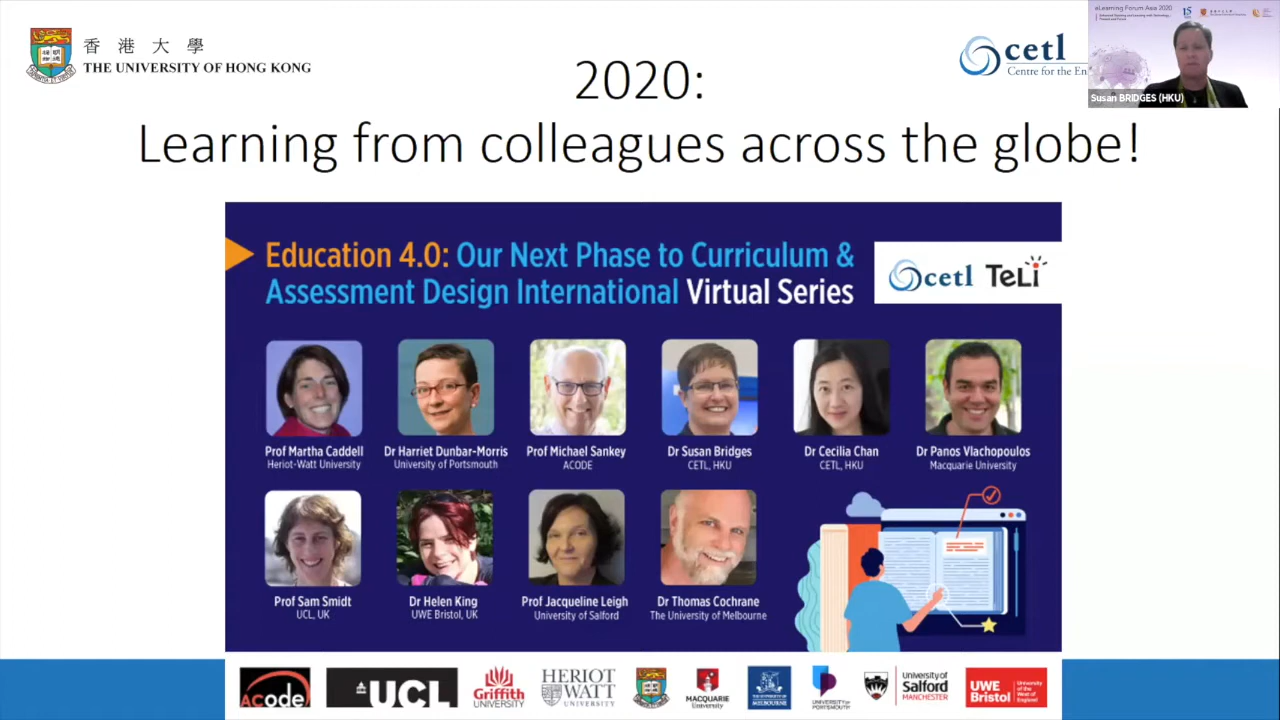 香港大學
THE UNIVERSITY OF HONG KONG
cetl
Centre for the En
eLearning Forum Asia 2020
15
Susan BRIDGES (HKU)
2020:
Learning from colleagues across the globe!
Education 4.0: Our Next Phase to Curriculum &
Assessment Design International Virtual Series
cetl TeLi
Prof Martha Caddell
Heriot-Watt University
Dr Harriet Dunbar-Morris
University of Portsmouth
Prof Michael Sankey
ACODE
Dr Susan Bridges
CETL, HKU
Dr Cecilia Chan
CETL, HKU
Dr Panos Vlachopoulos
Macquarie University
Prof Sam Smidt
UCL, UK
Dr Helen King
UWE Bristol, UK
Prof Jacqueline Leigh
University of Salford
Dr Thomas Cochrane
The University of Melbourne
ACode
UCL
Griffith
UNIVERSITY
HERIOT
WATT
UNIVERSITY
MACQUARIE
University
THE UNIVERSITY OF
MELBOURNE
UNIVERSITY OF
PORTSMOUTH
University of
Salford
MANCHESTER
UWE
Bristol
University
of the
West of
England